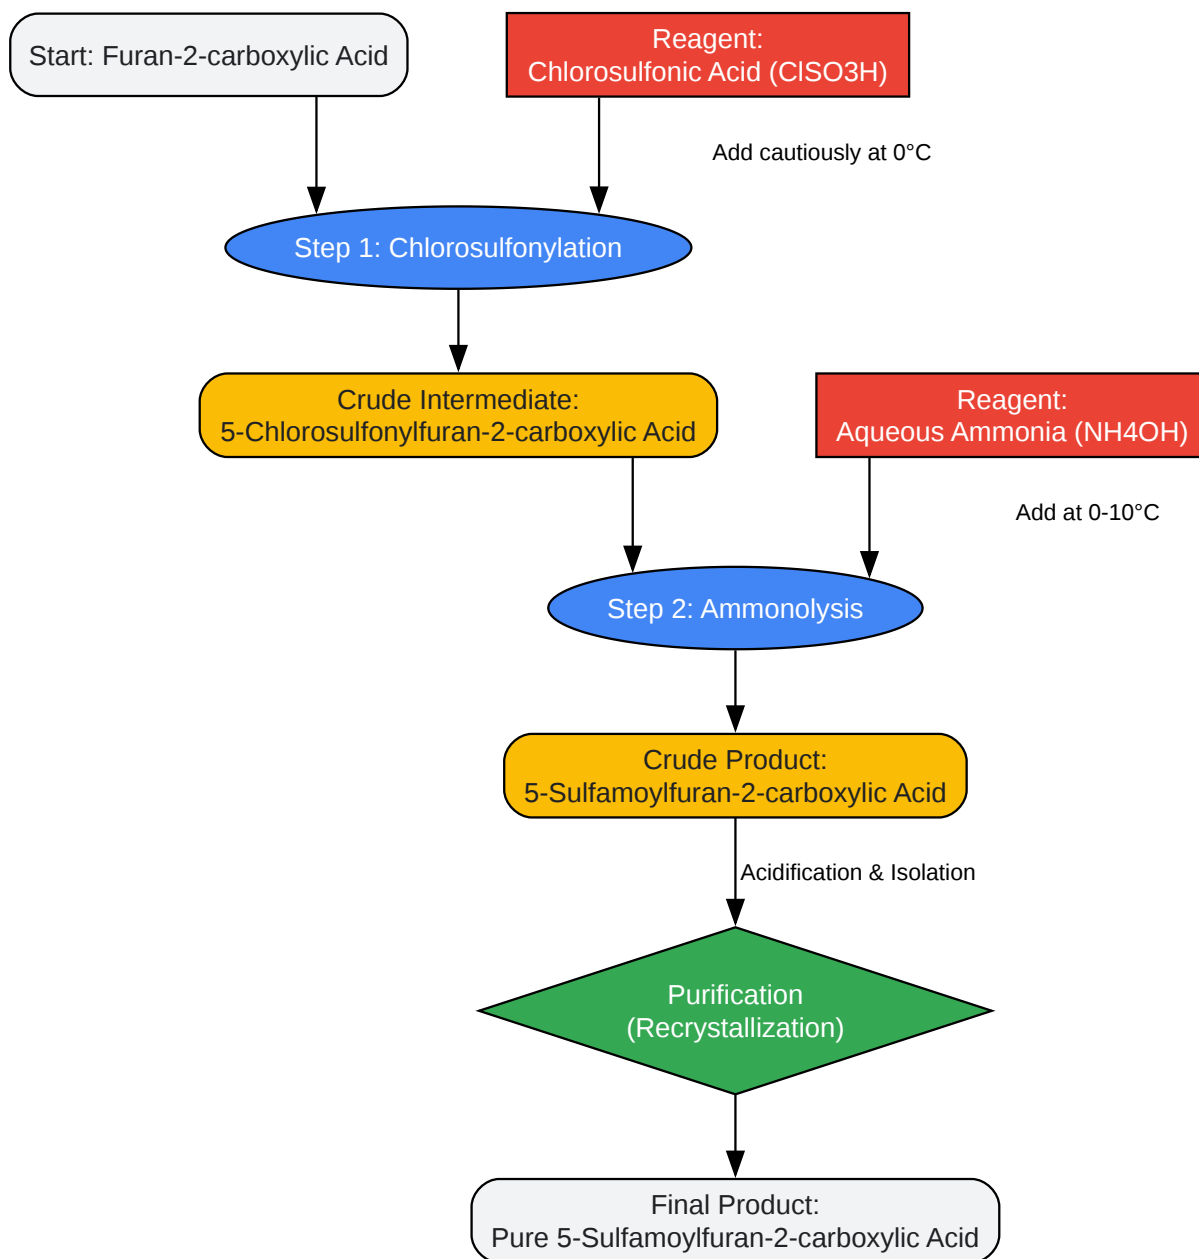 Start: Furan-2-carboxylic Acid
Reagent:
Chlorosulfonic Acid (ClSO3H)
Add cautiously at 0°C
Step 1: Chlorosulfonylation
Crude Intermediate:
5-Chlorosulfonylfuran-2-carboxylic Acid
Reagent:
Aqueous Ammonia (NH4OH)
Add at 0-10°C
Step 2: Ammonolysis
Crude Product:
5-Sulfamoylfuran-2-carboxylic Acid
Acidification & Isolation
Purification
(Recrystallization)
Final Product:
Pure 5-Sulfamoylfuran-2-carboxylic Acid